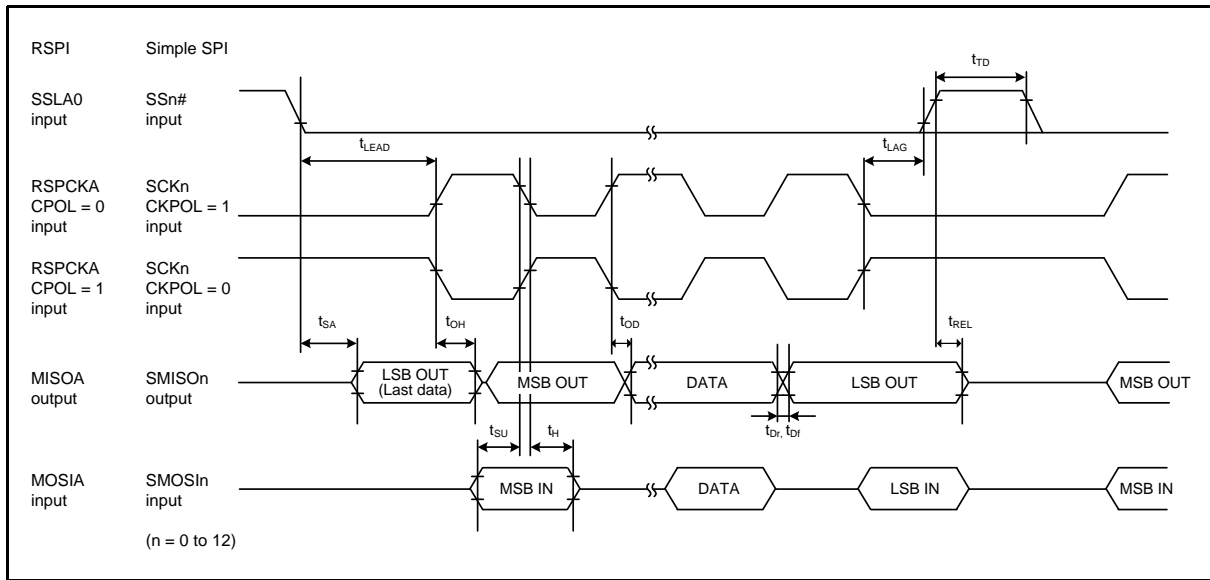 RSPI Simple SPI
tTD
SSLA0 SSn#
input input
tLEAD tLAG
RSPCKA SCKn
CPOL = 0 CKPOL = 1
input input
RSPCKA SCKn
CPOL = 1 CKPOL = 0
input input
tSA tOH tOD tREL
MISOA SMISOn
output output
LSB OUT
(Last data)
MSB OUT DATA LSB OUT MSB OUT
tSU tH tDr, tDf
MOSIA SMOSIn
input input
MSB IN DATA LSB IN MSB IN
(n = 0 to 12)